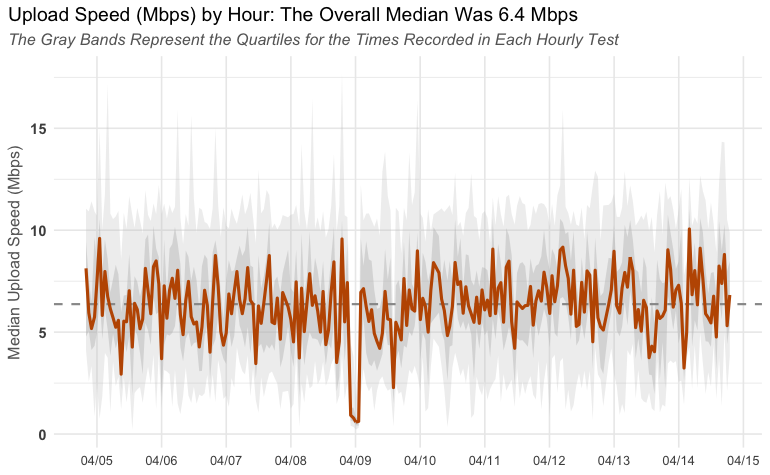 Upload Speed (Mbps) by Hour: The Overall Median Was 6.4 Mbps
The Gray Bands Represent the Quartiles for the Times Recorded in Each Hourly Test
Median Upload Speed (Mbps)
15
10
5
0
04/05 04/06 04/07 04/08 04/09 04/10 04/11 04/12 04/13 04/14 04/15